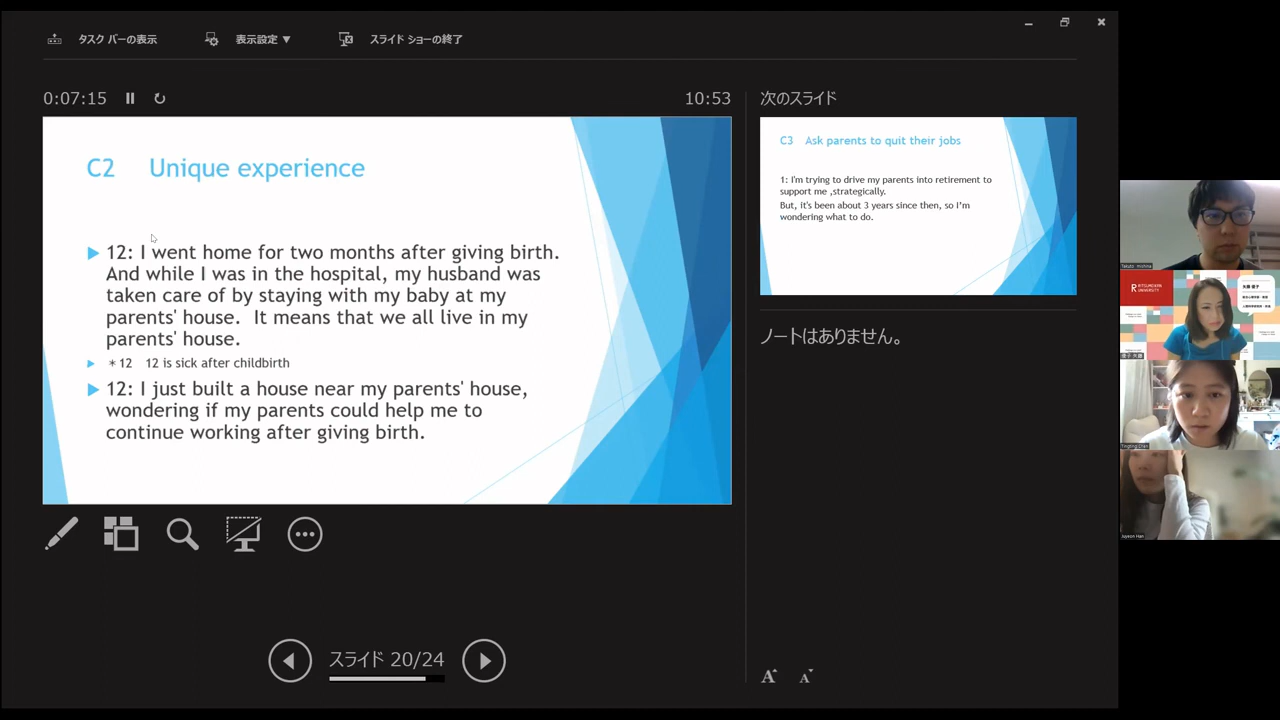 タスク バーの表示
表示設定 ▼
スライド ショーの終了
0:07:15
10:53
C2 Unique experience
12: I went home for two months after giving birth.
And while I was in the hospital, my husband was
taken care of by staying with my baby at my
parents' house. It means that we all live in my
parents' house.
＊12 12 is sick after childbirth
12: I just built a house near my parents' house,
wondering if my parents could help me to
continue working after giving birth.
スライド 20/24
次のスライド
C3 Ask parents to quit their jobs
1: I'm trying to drive my parents into retirement to
support me ,strategically.
But, it's been about 3 years since then, so I'm
wondering what to do.
ノートはありません。
A
A
RITSUMEIKAN
UNIVERSITY